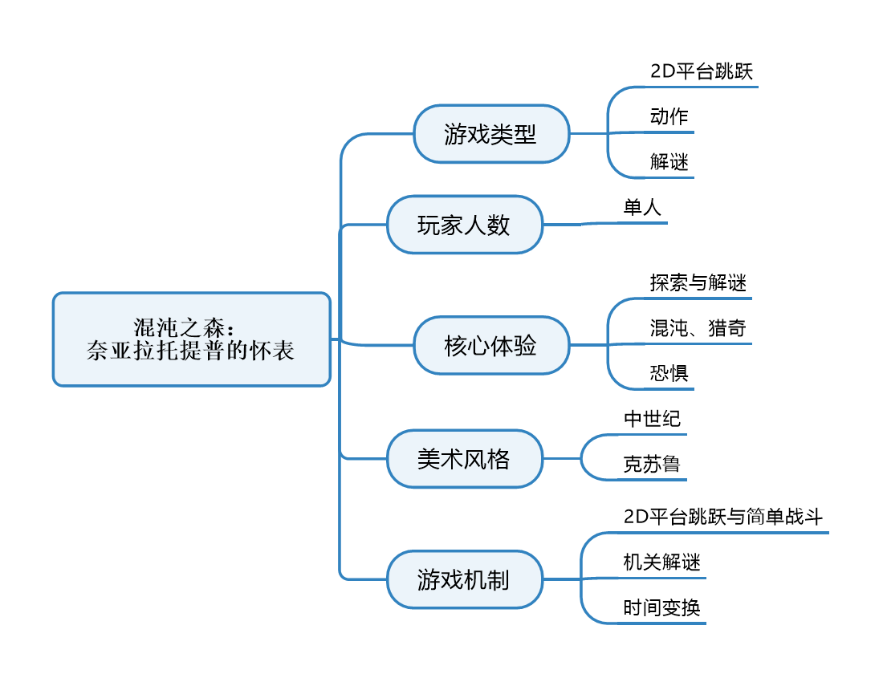 混沌之森：
奈亚拉托提普的怀表
游戏类型
2D平台跳跃
动作
解谜
玩家人数
单人
核心体验
探索与解谜
混沌、猎奇
恐惧
美术风格
中世纪
克苏鲁
游戏机制
2D平台跳跃与简单战斗
机关解谜
时间变换